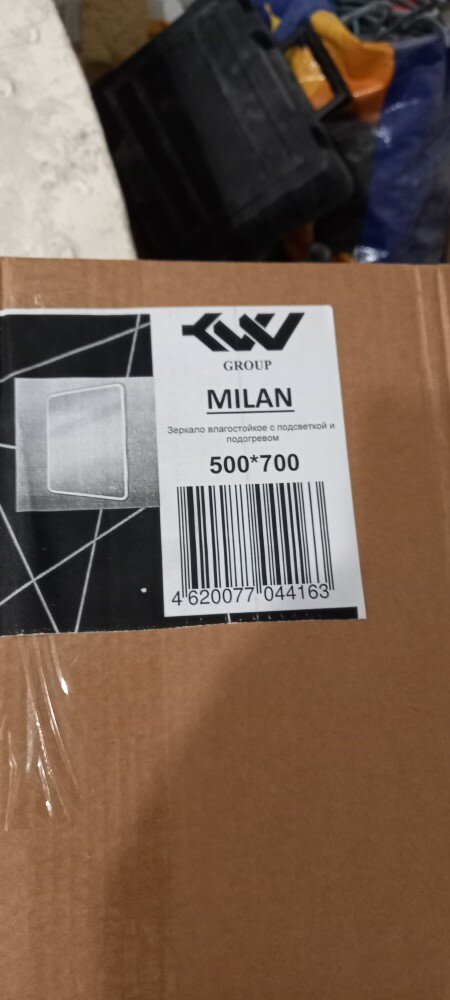 GROUP
MILAN
Зеркало влагостойкое с подсветкой и
подогревом
500*700
4 620077 044163